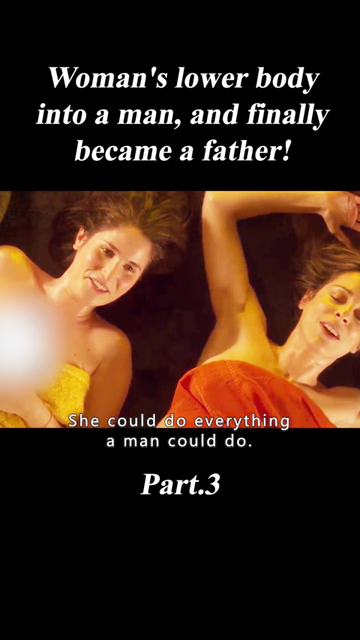 Woman's lower body
into a man, and finally
became a father!
She could do everything
a man could do.
Part.3